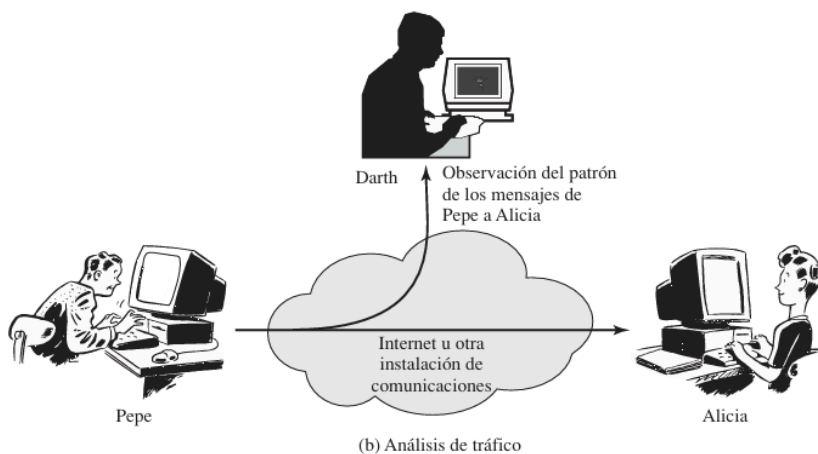 Darth
Observación del patrón
de los mensajes de
Pepe a Alicia
Internet u otra
instalación de
comunicaciones
Pepe
Alicia
(b) Análisis de tráfico